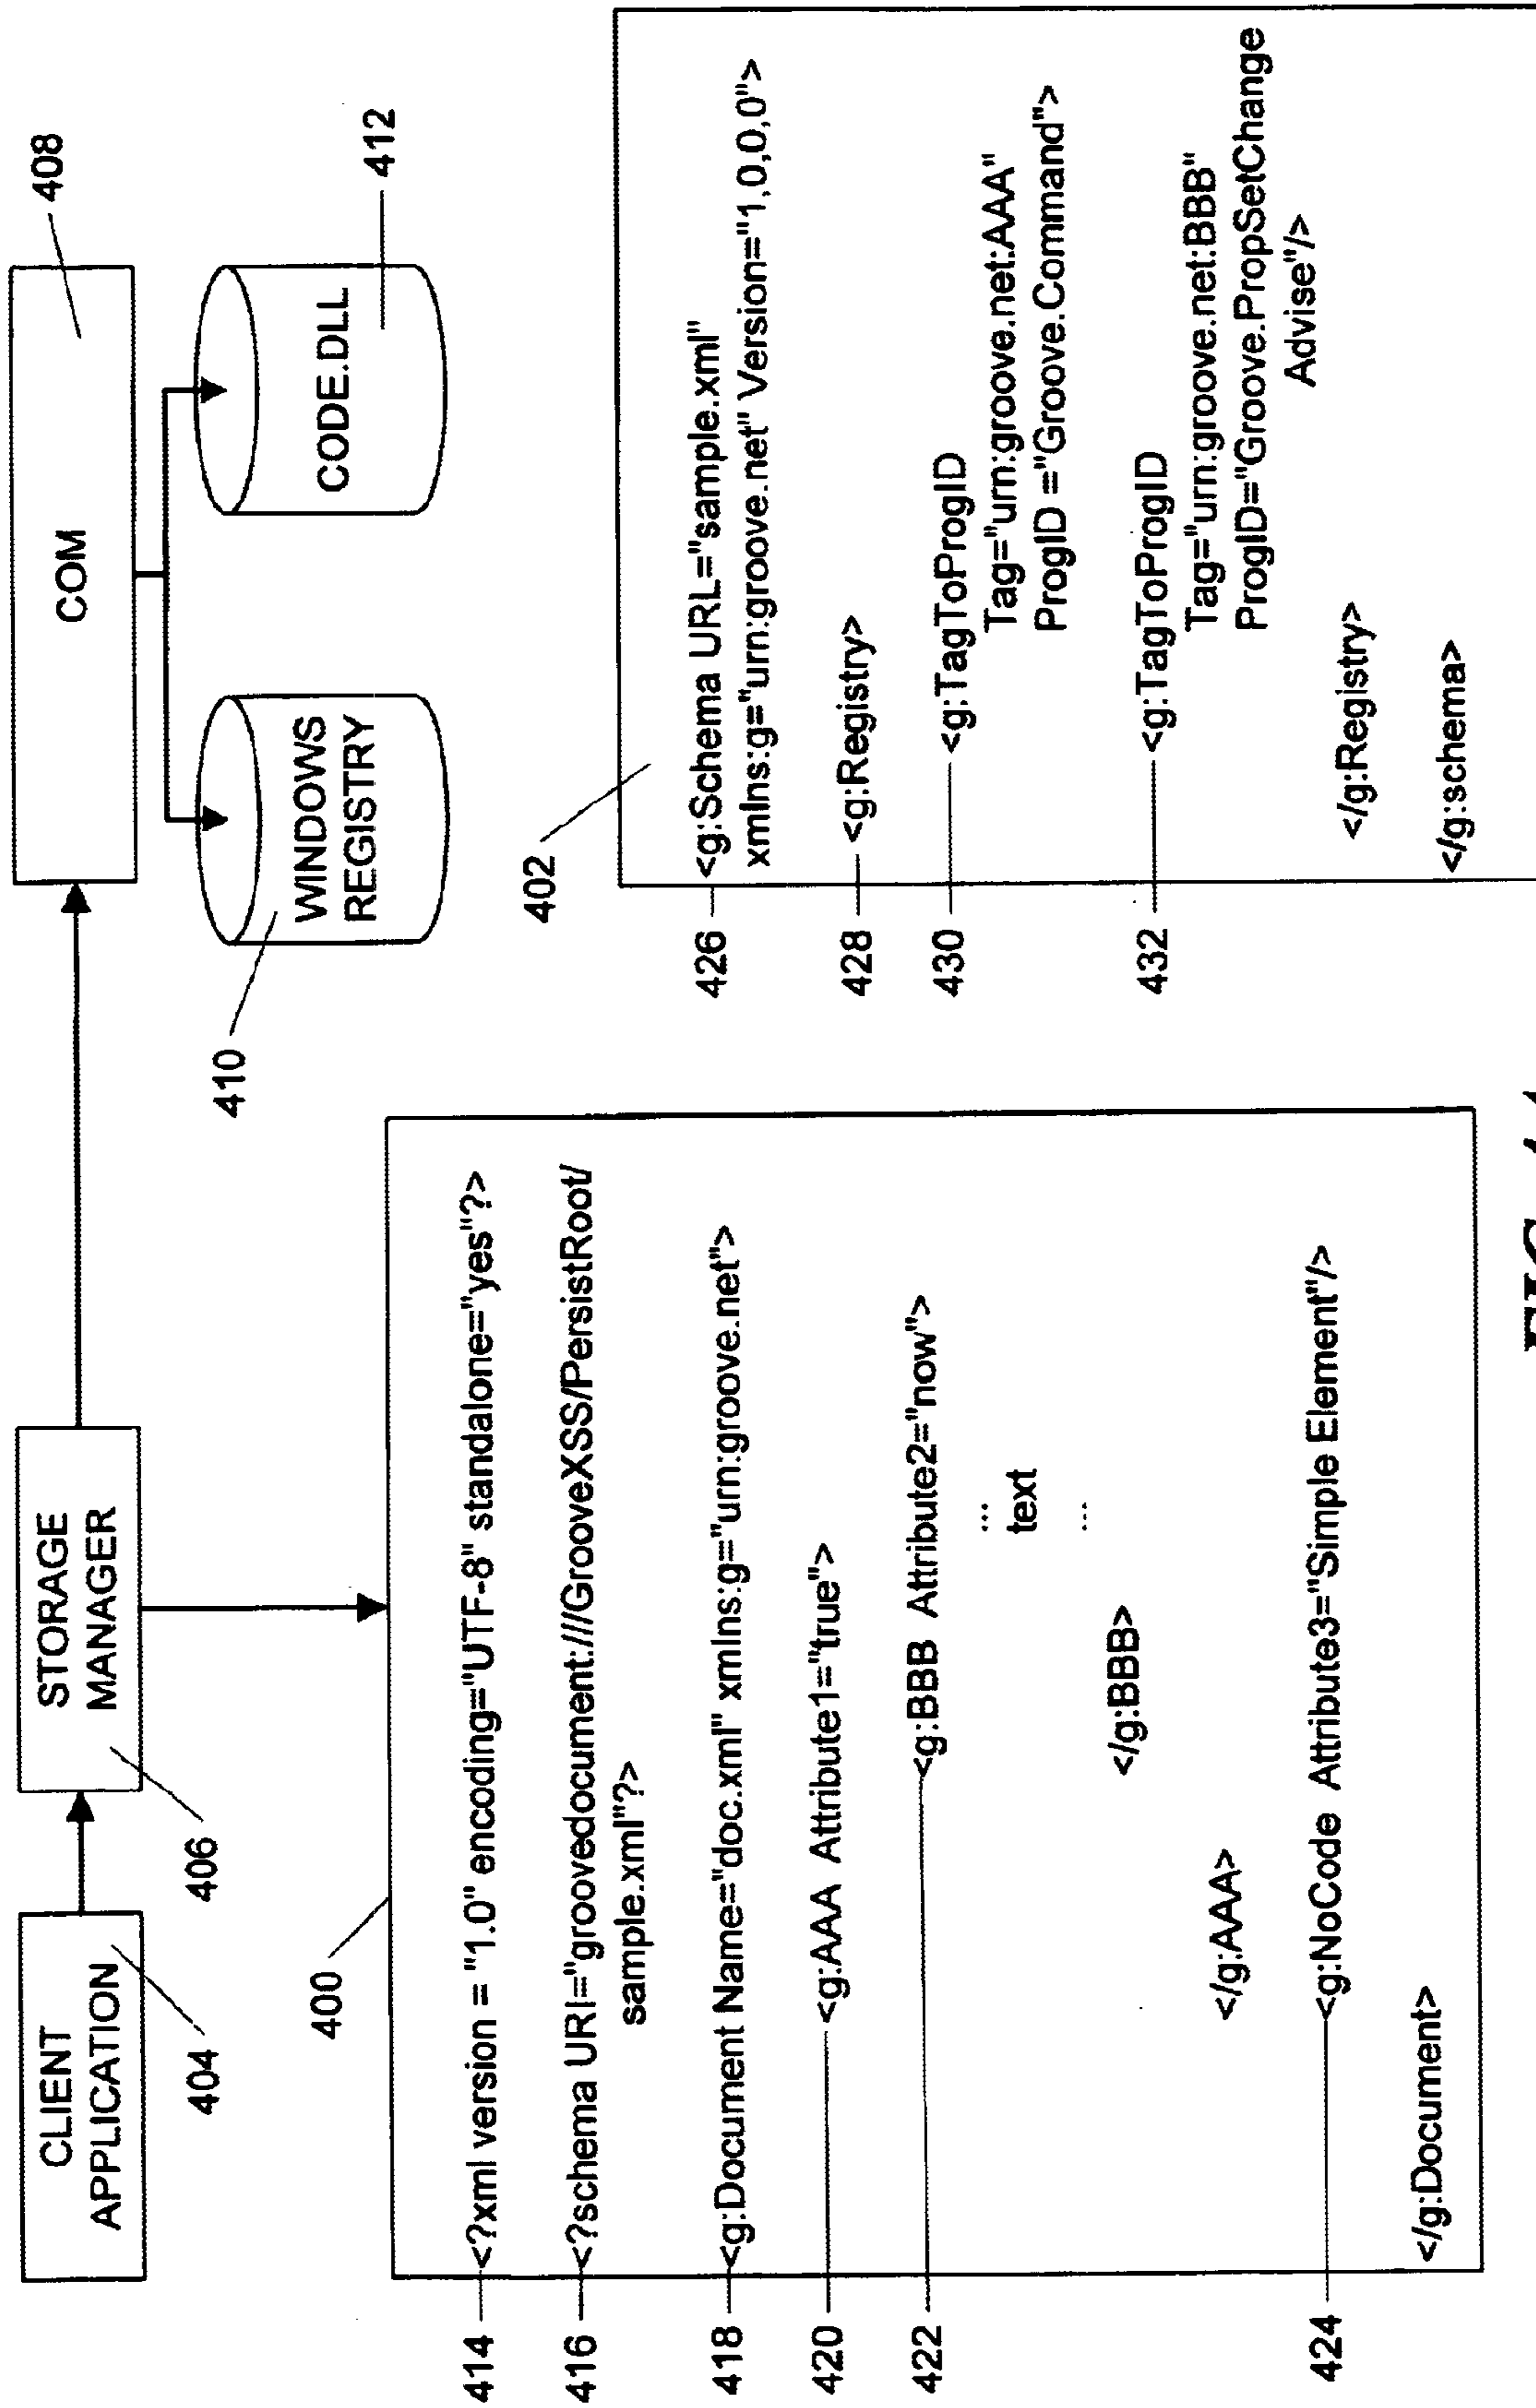 CLIENT
APPLICATION
404
STORAGE
MANAGER
406
COM
408
WINDOWS
REGISTRY
410
CODE.DLL
412
400
414
<?xml version = "1.0" encoding="UTF-8" standalone="yes"?>
416
<?schema URI="groovedocument:///GrooveXSS/PersistRoot/
sample.xml"?>
418
<g:Document Name="doc.xml" xmlns:g="urn:groove.net">
420
<g:AAA Attribute1="true">
422
<g:BBB Attribute2="now">
...
text
...
</g:BBB>
</g:AAA>
424
<g:NoCode Attribute3="Simple Element"/>
</g:Document>
402
426
<g:Schema URL="sample.xml"
xmlns:g="urn:groove.net" Version="1,0,0,0">
428
<g:Registry>
430
<g:TagToProgID
Tag="urn:groove.net:AAA"
ProgID ="Groove.Command">
432
<g:TagToProgID
Tag="urn:groove.net:BBB"
ProgID="Groove.PropSetChange
Advise"/>
</g:Registry>
</g:schema>